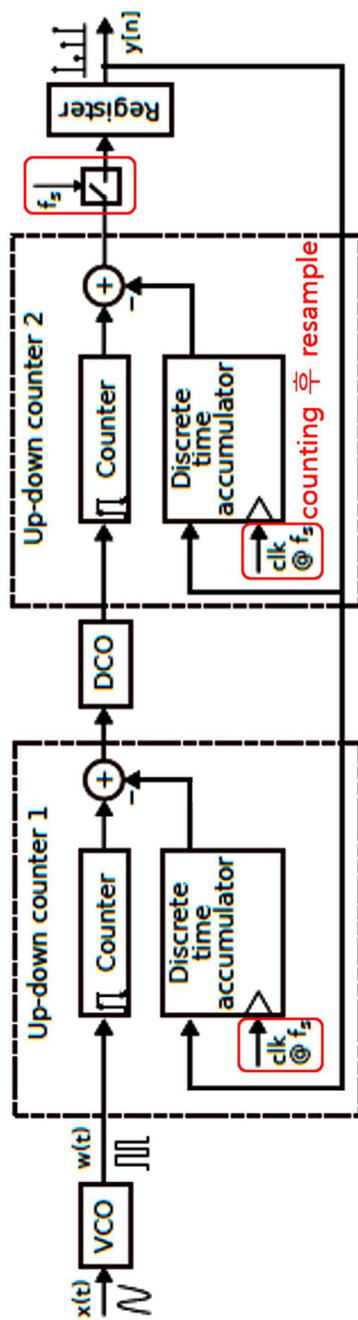 x(t)
VCO
w(t)
Up-down counter 1
Counter
Discrete
time
accumulator
clk
@ fs
+
−
DCO
Up-down counter 2
Counter
Discrete
time
accumulator
clk
@ fs
counting 후 resample
+
−
fs
Register
y[n]